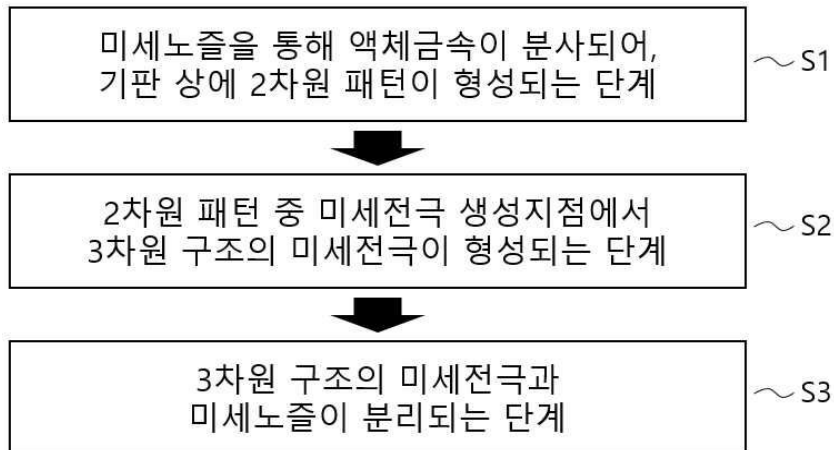 미세노즐을 통해 액체금속이 분사되어,
기판 상에 2차원 패턴이 형성되는 단계
S1
2차원 패턴 중 미세전극 생성지점에서
3차원 구조의 미세전극이 형성되는 단계
S2
3차원 구조의 미세전극과
미세노즐이 분리되는 단계
S3